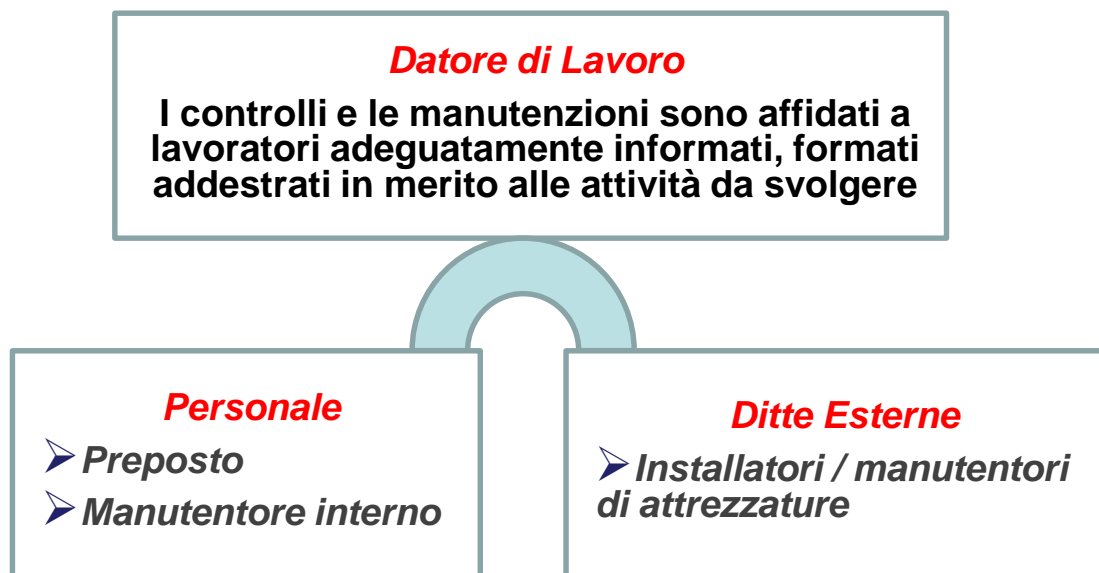 Datore di Lavoro
I controlli e le manutenzioni sono affidati a
lavoratori adeguatamente informati, formati
addestrati in merito alle attività da svolgere
Personale
➢Preposto
➢Manutentore interno
Ditte Esterne
➢Installatori / manutentori
di attrezzature